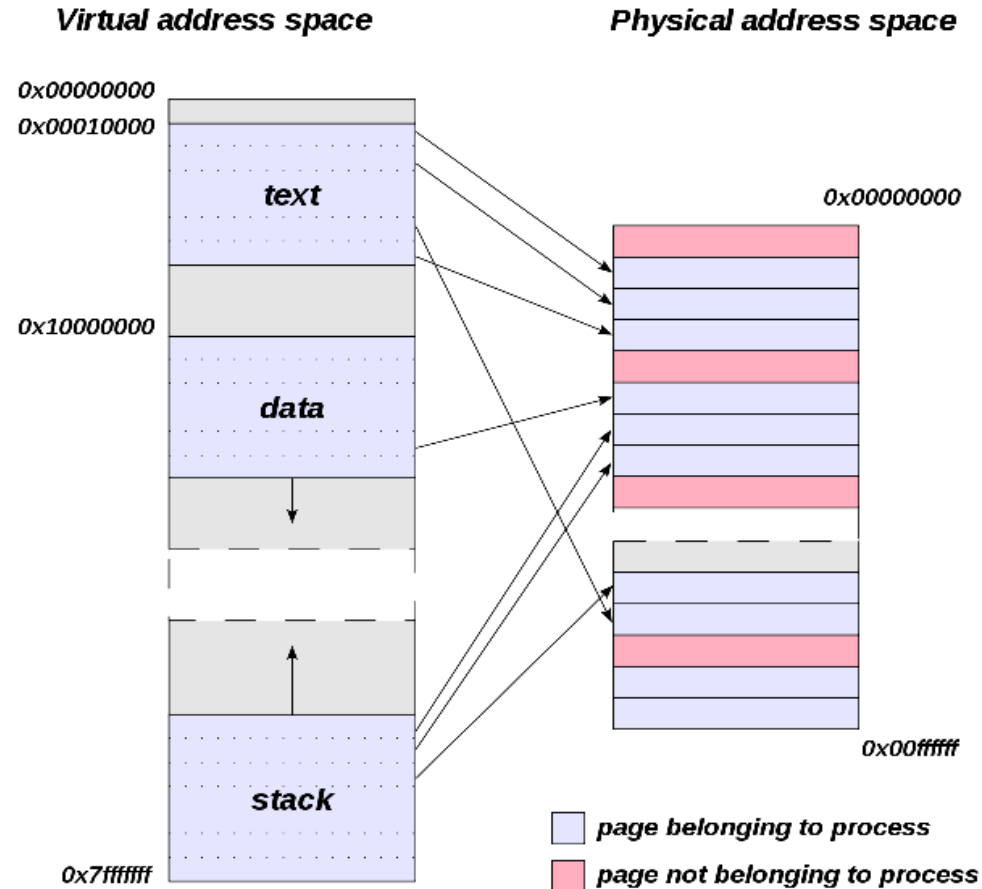 Virtual address space
Physical address space
0x00000000
0x00010000
text
0x00000000
0x10000000
data
stack
0x00ffffff
0x7fffffff
page belonging to process
page not belonging to process